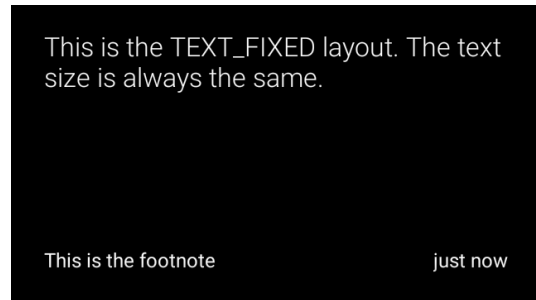 This is the TEXT_FIXED layout. The text
size is always the same.
This is the footnote
just now